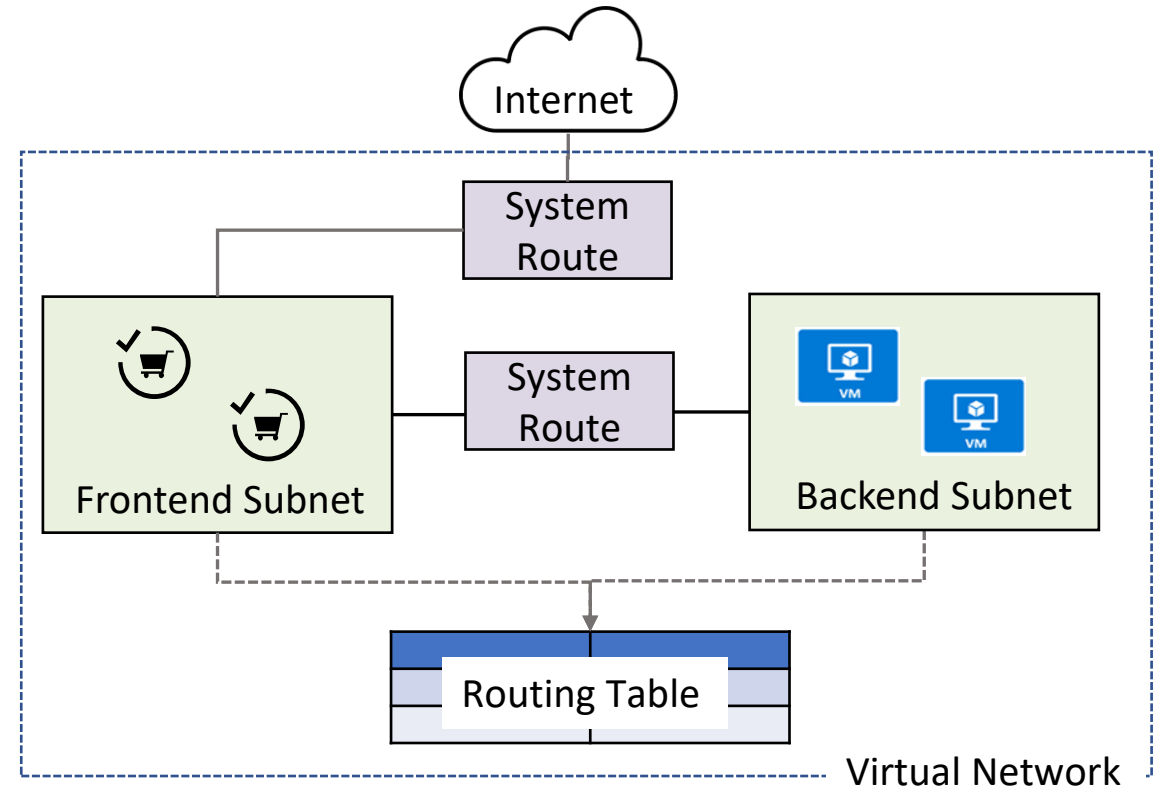 Internet
System
Route
System
Route
VM
VM
Frontend Subnet
Backend Subnet
Routing Table
Virtual Network